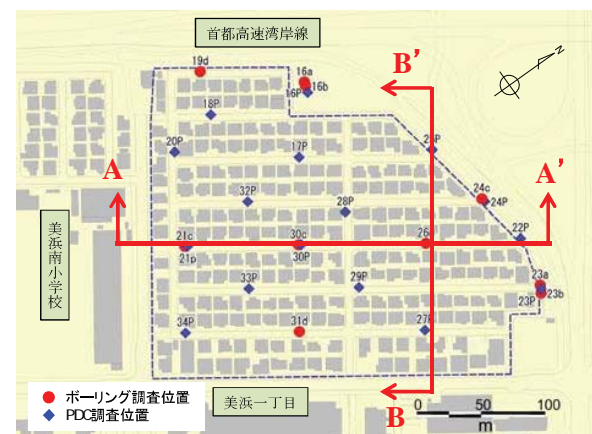 首都高速湾岸線
N
19d
16a
16P
16b
18P
B’
25P
20P
17P
A
A’
32P
28P
24c
24P
美浜南小学校
21c
21p
30c
30P
26
22P
33P
29P
23a
23P
23b
34P
31d
27P
B
ボーリング調査位置
PDC調査位置
美浜一丁目
0 50 100
m